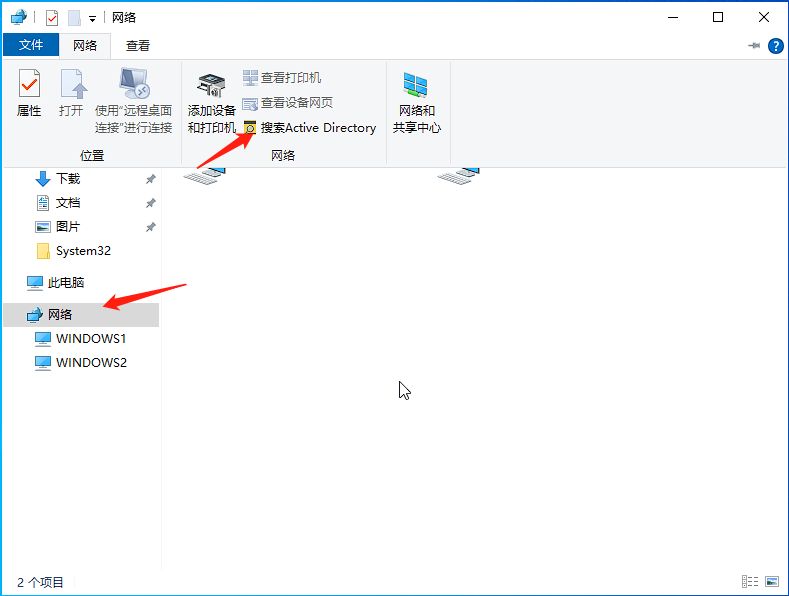 网络
文件 网络 查看
属性
打开
使用“远程桌面
连接”进行连接
位置
添加设备
和打印机
查看打印机
查看设备网页
搜索Active Directory
网络
网络和
共享中心
下载
文档
图片
System32
此电脑
网络
WINDOWS1
WINDOWS2
2 个项目